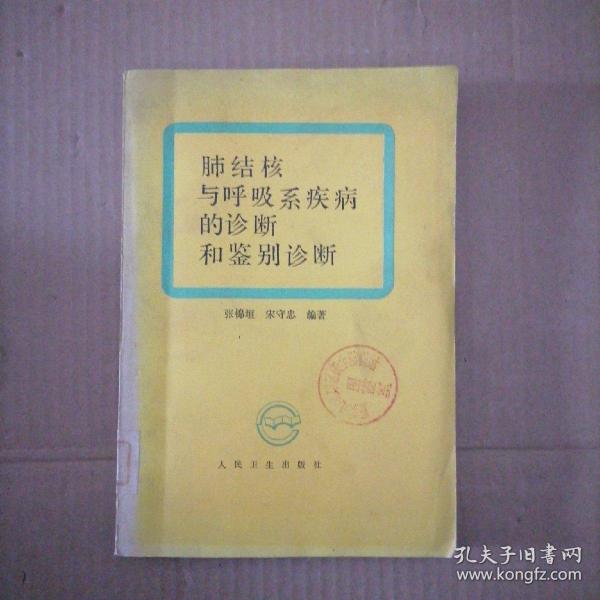 肺结核
与呼吸系疾病
的诊断
和鉴别诊断
张锦垣 宋守忠 编著
人民卫生出版社
孔夫子旧书网
www.kongfz.com